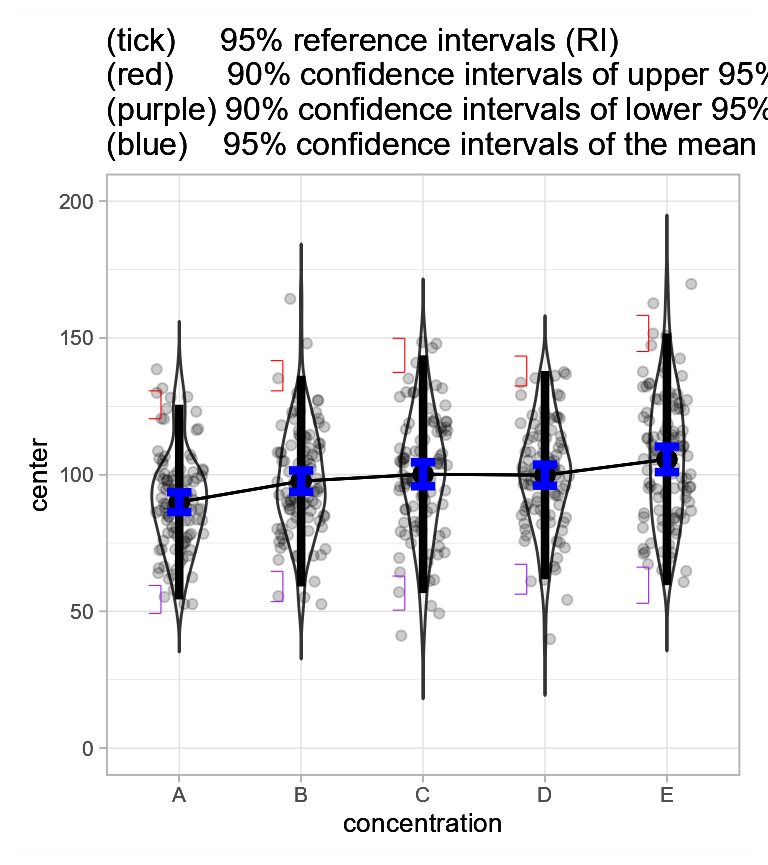 (tick) 95% reference intervals (RI)
(red) 90% confidence intervals of upper 95%
(purple) 90% confidence intervals of lower 95%
(blue) 95% confidence intervals of the mean
200
150
100
50
0
center
A B C D E
concentration